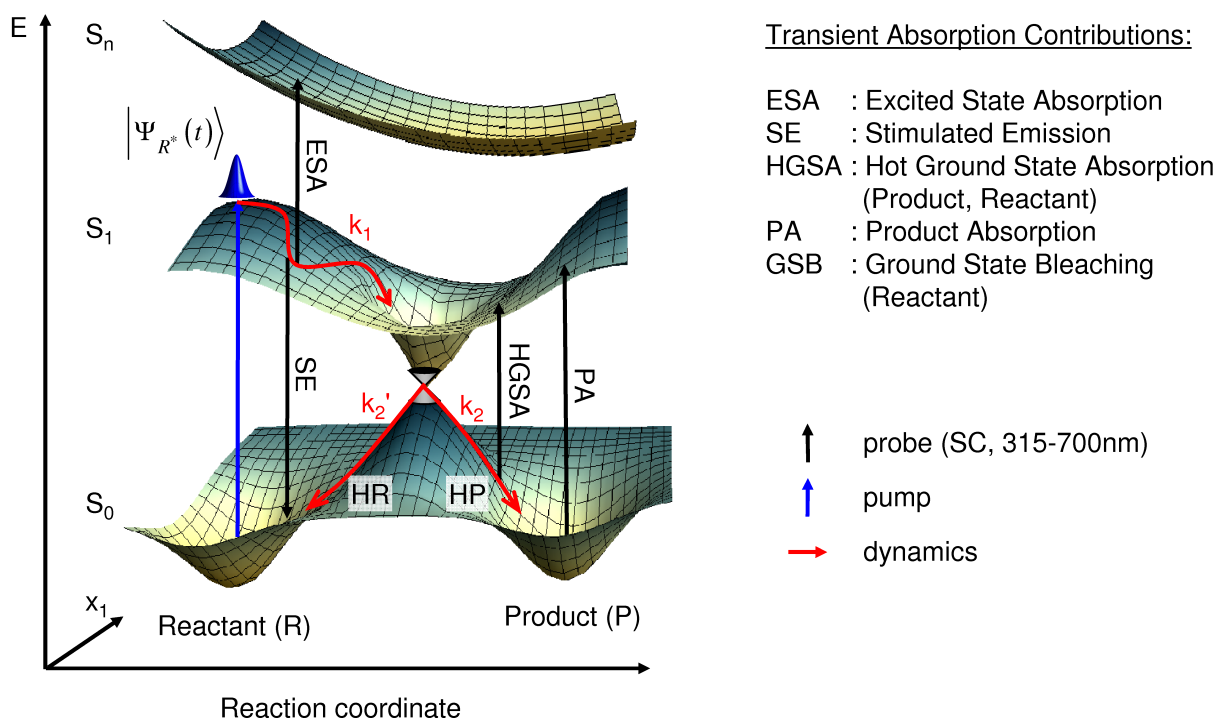 E
Sn
|ΨR*(t)⟩
ESA
S1
k1
SE
HGSA
PA
k2'
k2
HR
HP
S0
x1
Reactant (R)
Product (P)
Reaction coordinate
Transient Absorption Contributions:
ESA : Excited State Absorption
SE : Stimulated Emission
HGSA : Hot Ground State Absorption
(Product, Reactant)
PA : Product Absorption
GSB : Ground State Bleaching
(Reactant)
probe (SC, 315-700nm)
pump
dynamics